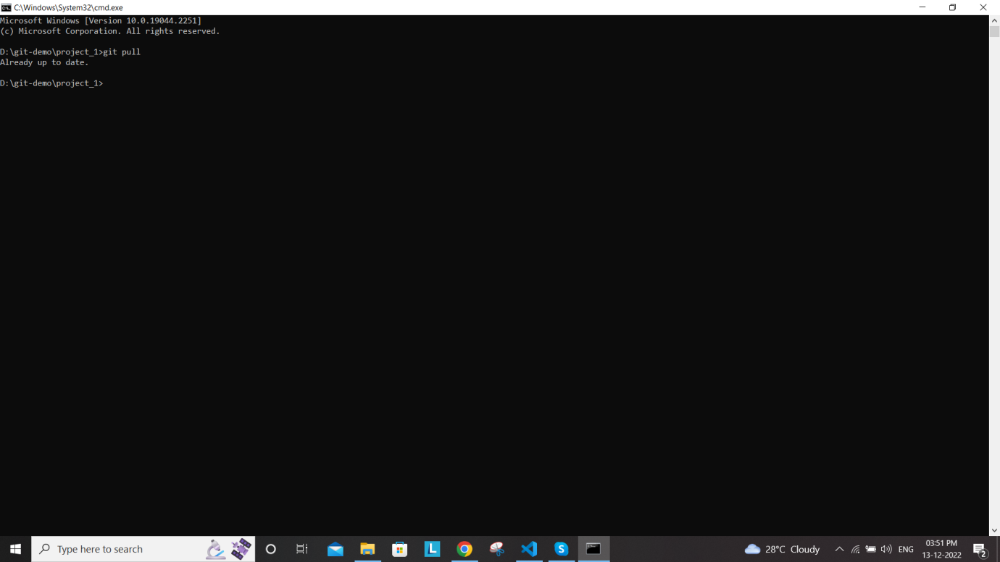 C:\Windows\System32\cmd.exe
Microsoft Windows [Version 10.0.19044.2251]
(c) Microsoft Corporation. All rights reserved.
D:\git-demo\project_1>git pull
Already up to date.
D:\git-demo\project_1>
Type here to search
L
S
28°C Cloudy
ENG
03:51 PM
13-12-2022
2